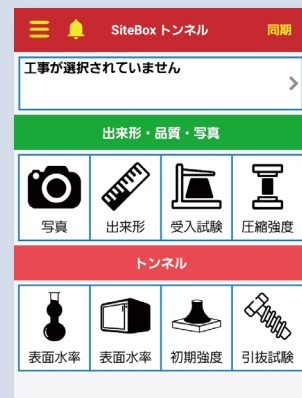 SiteBox トンネル
同期
工事が選択されていません
出来形・品質・写真
写真 出来形 受入試験 圧縮強度
トンネル
表面水率 表面水率 初期強度 引抜試験